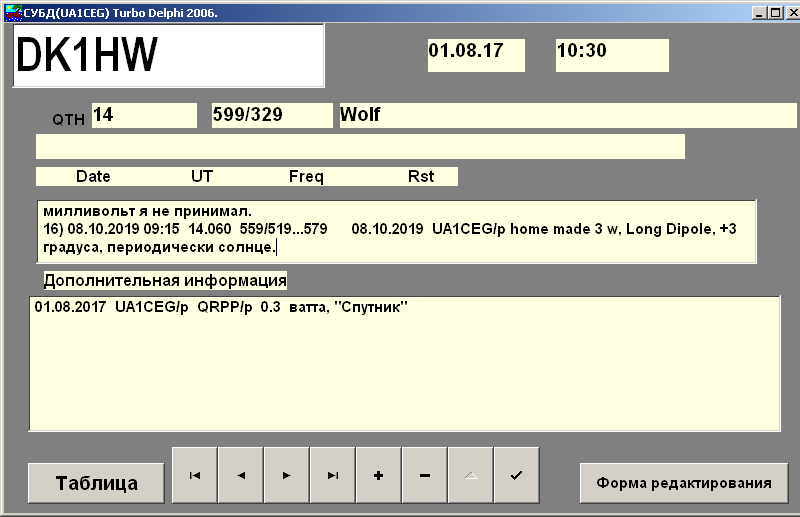 СУБД(UA1CEG) Turbo Delphi 2006.
DK1HW
01.08.17 10:30
QTH 14 599/329 Wolf
Date UT Freq Rst
милливольт я не принимал.
16) 08.10.2019 09:15 14.060 559/519...579 08.10.2019 UA1CEG/p home made 3 w, Long Dipole, +3
градуса, периодически солнце.
Дополнительная информация
01.08.2017 UA1CEG/p QRPP/p 0.3 ватта, "Спутник"
Таблица
Форма редактирования